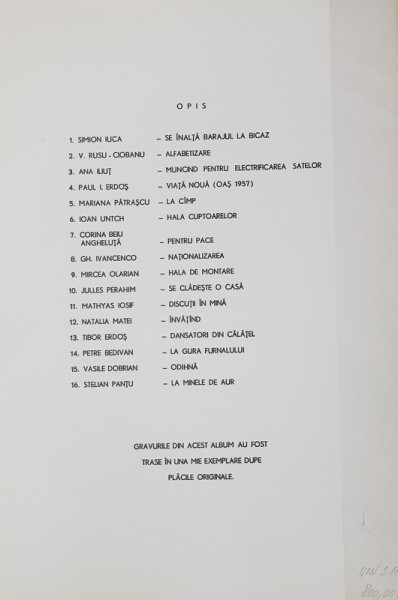 OPIS
1. SIMION IUCA – SE ÎNALȚĂ BARAJUL LA BICAZ
2. V. RUSU - CIOBANU – ALFABETIZARE
3. ANA ILIUȚ – MUNCIND PENTRU ELECTRIFICAREA SATELOR
4. PAUL I. ERDOȘ – VIAȚĂ NOUĂ (OAȘ 1957)
5. MARIANA PĂTRAȘCU – LA CÎMP
6. IOAN UNTCH – HALA CUPTOARELOR
7. CORINA BEIU
ANGHELUȚĂ – PENTRU PACE
8. GH. IVANCENCO – NAȚIONALIZAREA
9. MIRCEA OLARIAN – HALA DE MONTARE
10. JULLES PERAHIM – SE CLĂDEȘTE O CASĂ
11. MATHYAS IOSIF – DISCUȚII ÎN MINĂ
12. NATALIA MATEI – ÎNVĂȚÎND
13. TIBOR ERDOȘ – DANSATORI DIN CĂLĂȚEL
14. PETRE BEDIVAN – LA GURA FURNALULUI
15. VASILE DOBRIAN – ODIHNĂ
16. STELIAN PANȚU – LA MINELE DE AUR
GRAVURILE DIN ACEST ALBUM AU FOST
TRASE ÎN UNA MIE EXEMPLARE DUPE
PLĂCILE ORIGINALE.
800,00